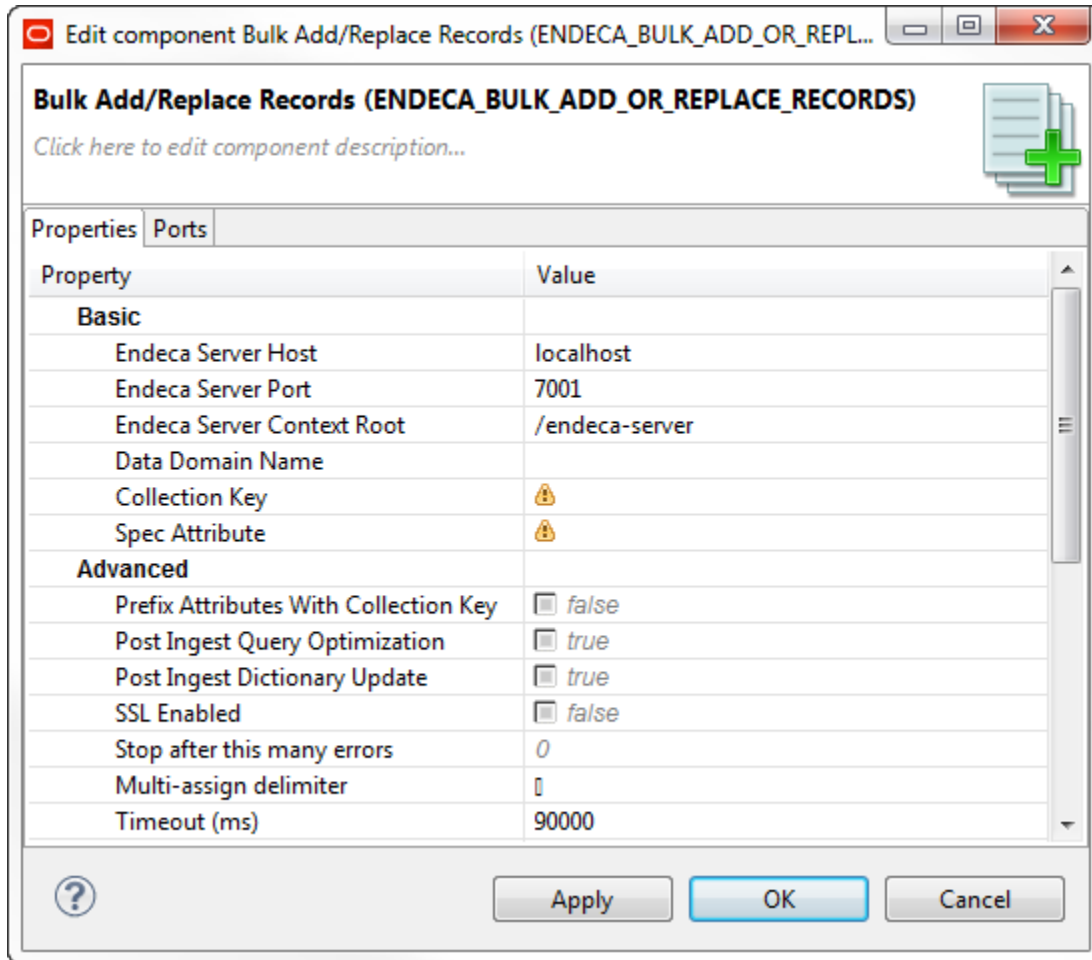 Edit component Bulk Add/Replace Records (ENDECA_BULK_ADD_OR_REPL...
Bulk Add/Replace Records (ENDECA_BULK_ADD_OR_REPLACE_RECORDS)
Click here to edit component description...
Properties Ports
Property Value
Basic
Endeca Server Host localhost
Endeca Server Port 7001
Endeca Server Context Root /endeca-server
Data Domain Name
Collection Key
Spec Attribute
Advanced
Prefix Attributes With Collection Key false
Post Ingest Query Optimization true
Post Ingest Dictionary Update true
SSL Enabled false
Stop after this many errors 0
Multi-assign delimiter
Timeout (ms) 90000
Apply OK Cancel